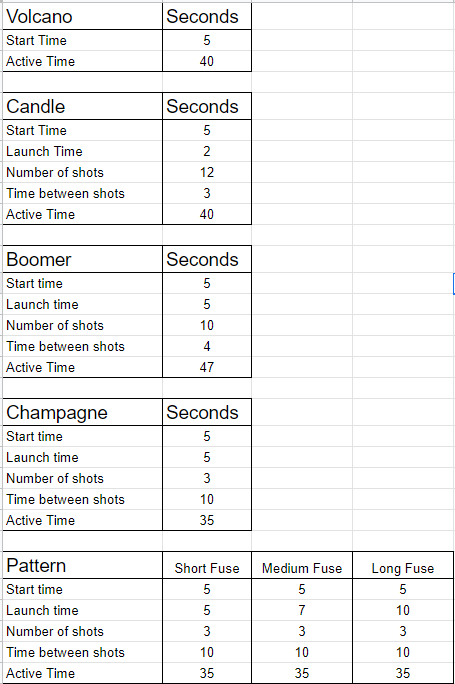 Volcano Seconds
Start Time 5
Active Time 40
Candle Seconds
Start Time 5
Launch Time 2
Number of shots 12
Time between shots 3
Active Time 40
Boomer Seconds
Start time 5
Launch time 5
Number of shots 10
Time between shots 4
Active Time 47
Champagne Seconds
Start time 5
Launch time 5
Number of shots 3
Time between shots 10
Active Time 35
Pattern Short Fuse Medium Fuse Long Fuse
Start time 5 5 5
Launch time 5 7 10
Number of shots 3 3 3
Time between shots 10 10 10
Active Time 35 35 35